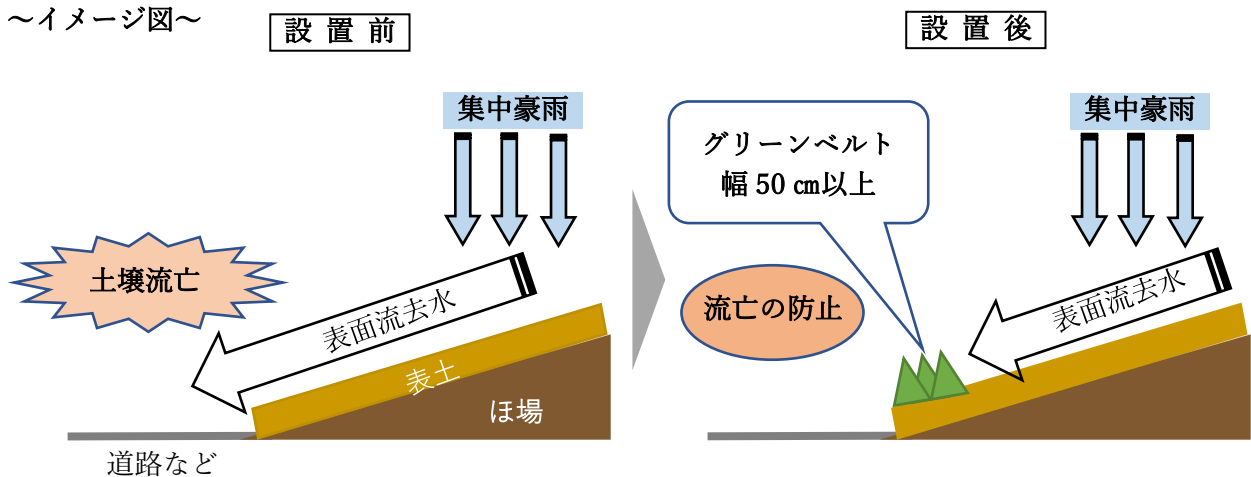 ～イメージ図～
設置前
集中豪雨
土壌流亡
表面流去水
表土
ほ場
道路など
設置後
集中豪雨
グリーンベルト
幅50㎝以上
流亡の防止
表面流去水